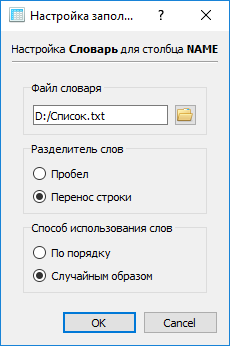 Настройка запол...
?
Настройка Словарь для столбца NAME
Файл словаря
D:/Список.txt
Разделитель слов
Пробел
Перенос строки
Способ использования слов
По порядку
Случайным образом
OK Cancel